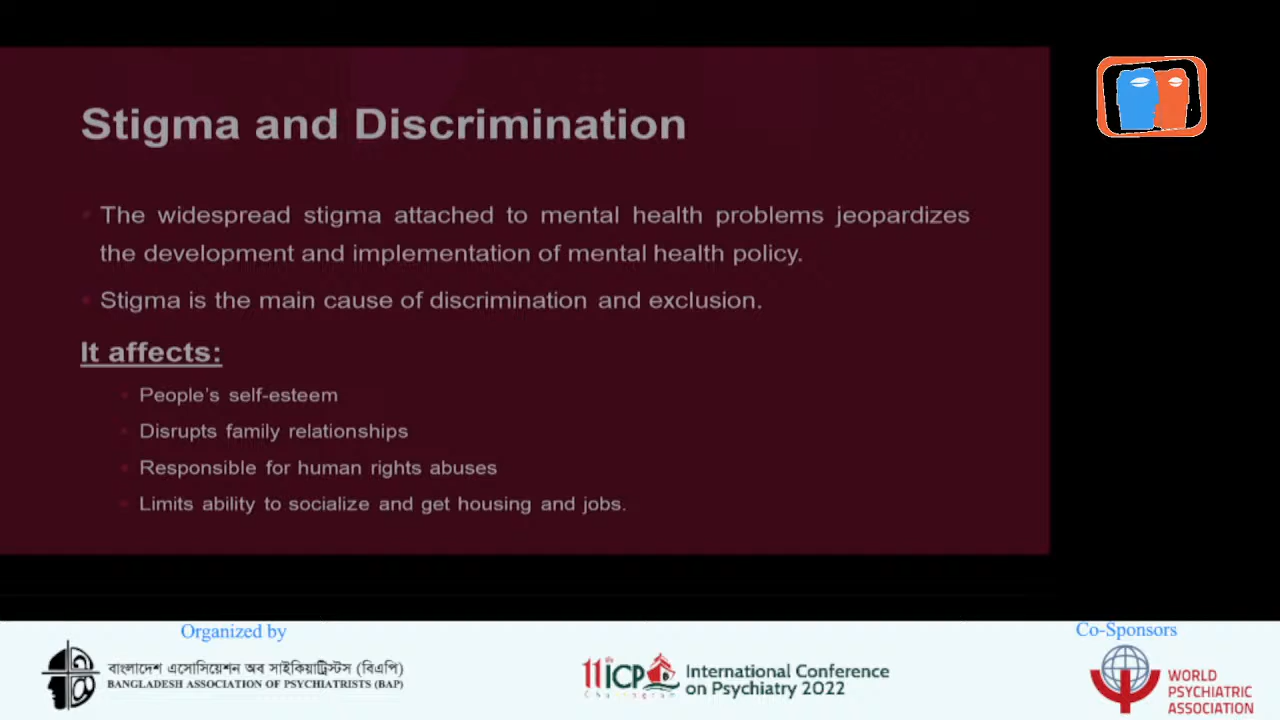 Stigma and Discrimination
The widespread stigma attached to mental health problems jeopardizes
the development and implementation of mental health policy.
Stigma is the main cause of discrimination and exclusion.
It affects:
People’s self-esteem
Disrupts family relationships
Responsible for human rights abuses
Limits ability to socialize and get housing and jobs.
Organized by
বাংলাদেশ এসোসিয়েশন অব সাইকিয়াট্রিস্টস (বিএপি)
BANGLADESH ASSOCIATION OF PSYCHIATRISTS (BAP)
11 iCP
International Conference
on Psychiatry 2022
Co-Sponsors
WORLD
PSYCHIATRIC
ASSOCIATION